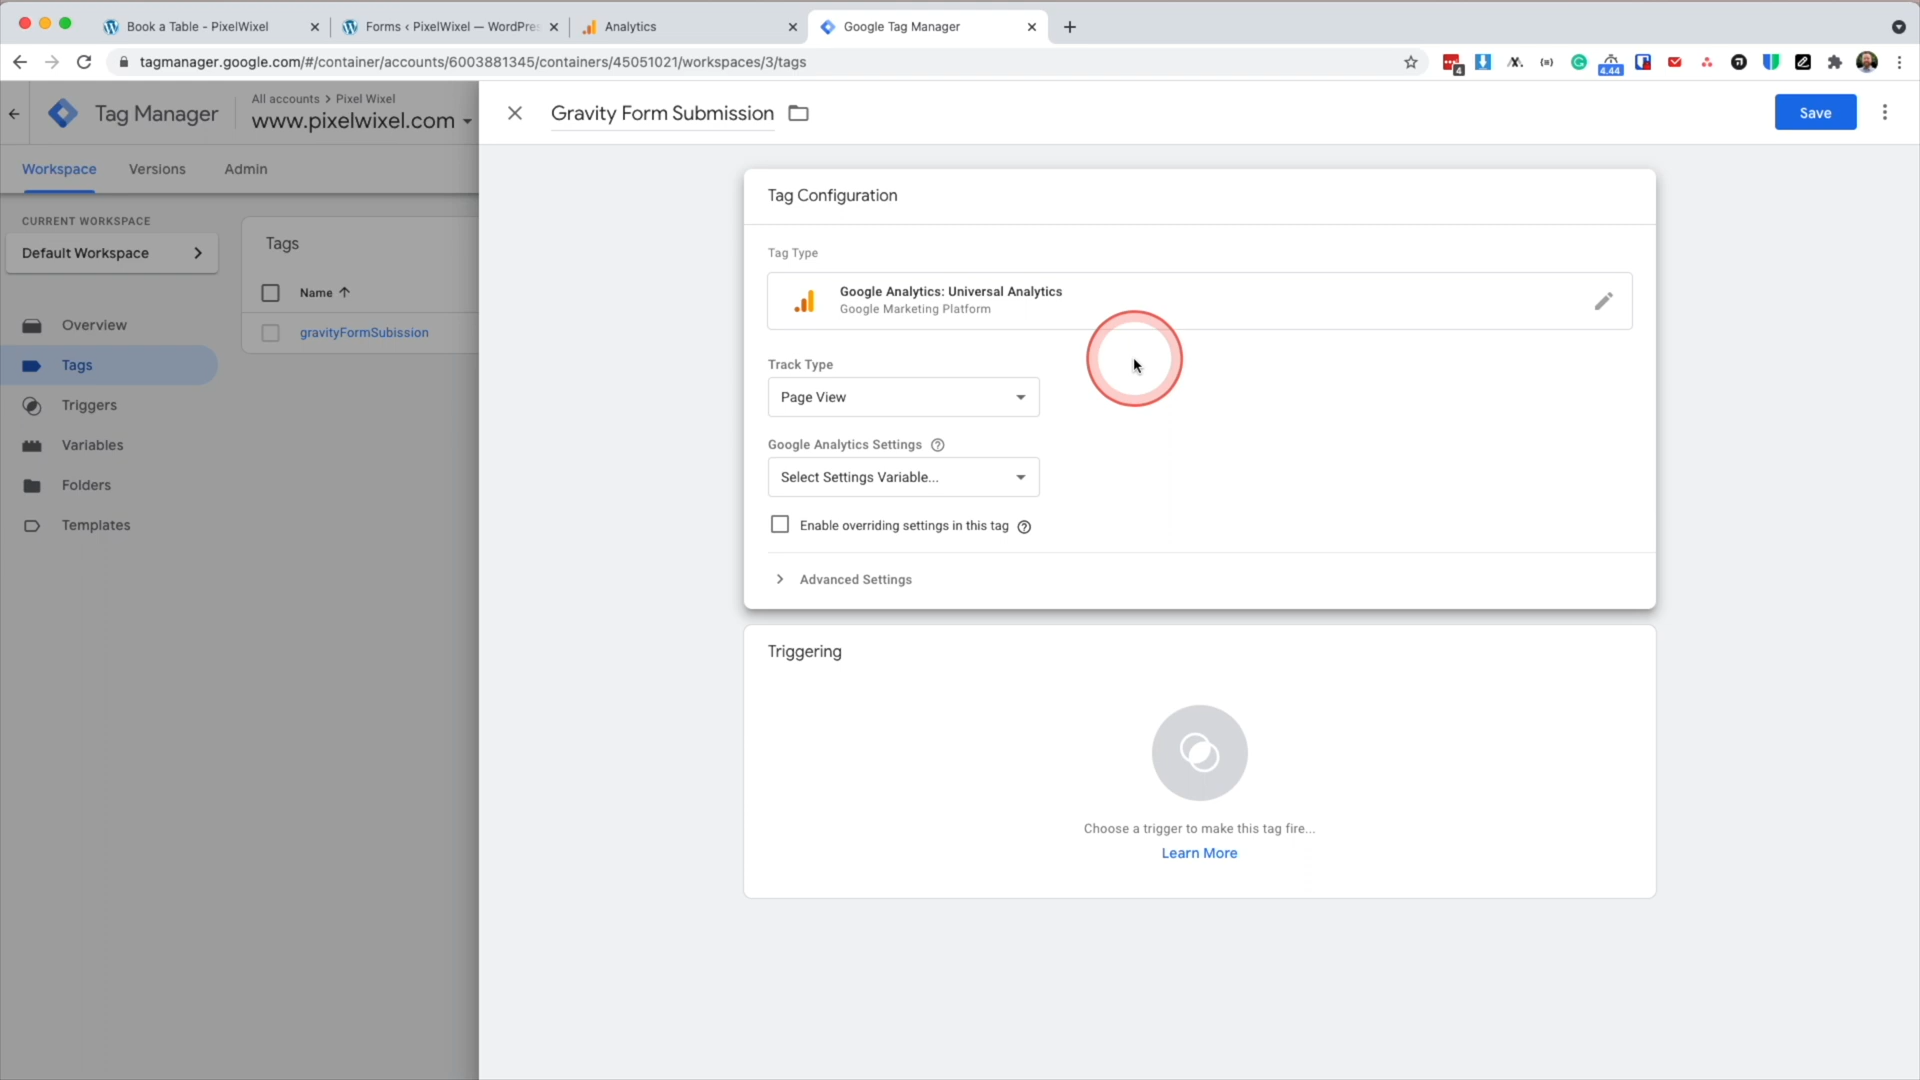 Book a Table - PixelWixel
Forms ‹ PixelWixel — WordPre
Analytics
Google Tag Manager
tagmanager.google.com/#/container/accounts/6003881345/containers/45051021/workspaces/3/tags
4
4.44
Tag Manager
All accounts > Pixel Wixel
www.pixelwixel.com
Gravity Form Submission
Save
Workspace
Versions
Admin
CURRENT WORKSPACE
Default Workspace
Overview
Tags
Triggers
Variables
Folders
Templates
Tags
Name
gravityFormSubission
Tag Configuration
Tag Type
Google Analytics: Universal Analytics
Google Marketing Platform
Track Type
Page View
Google Analytics Settings
Select Settings Variable...
Enable overriding settings in this tag
Advanced Settings
Triggering
Choose a trigger to make this tag fire...
Learn More